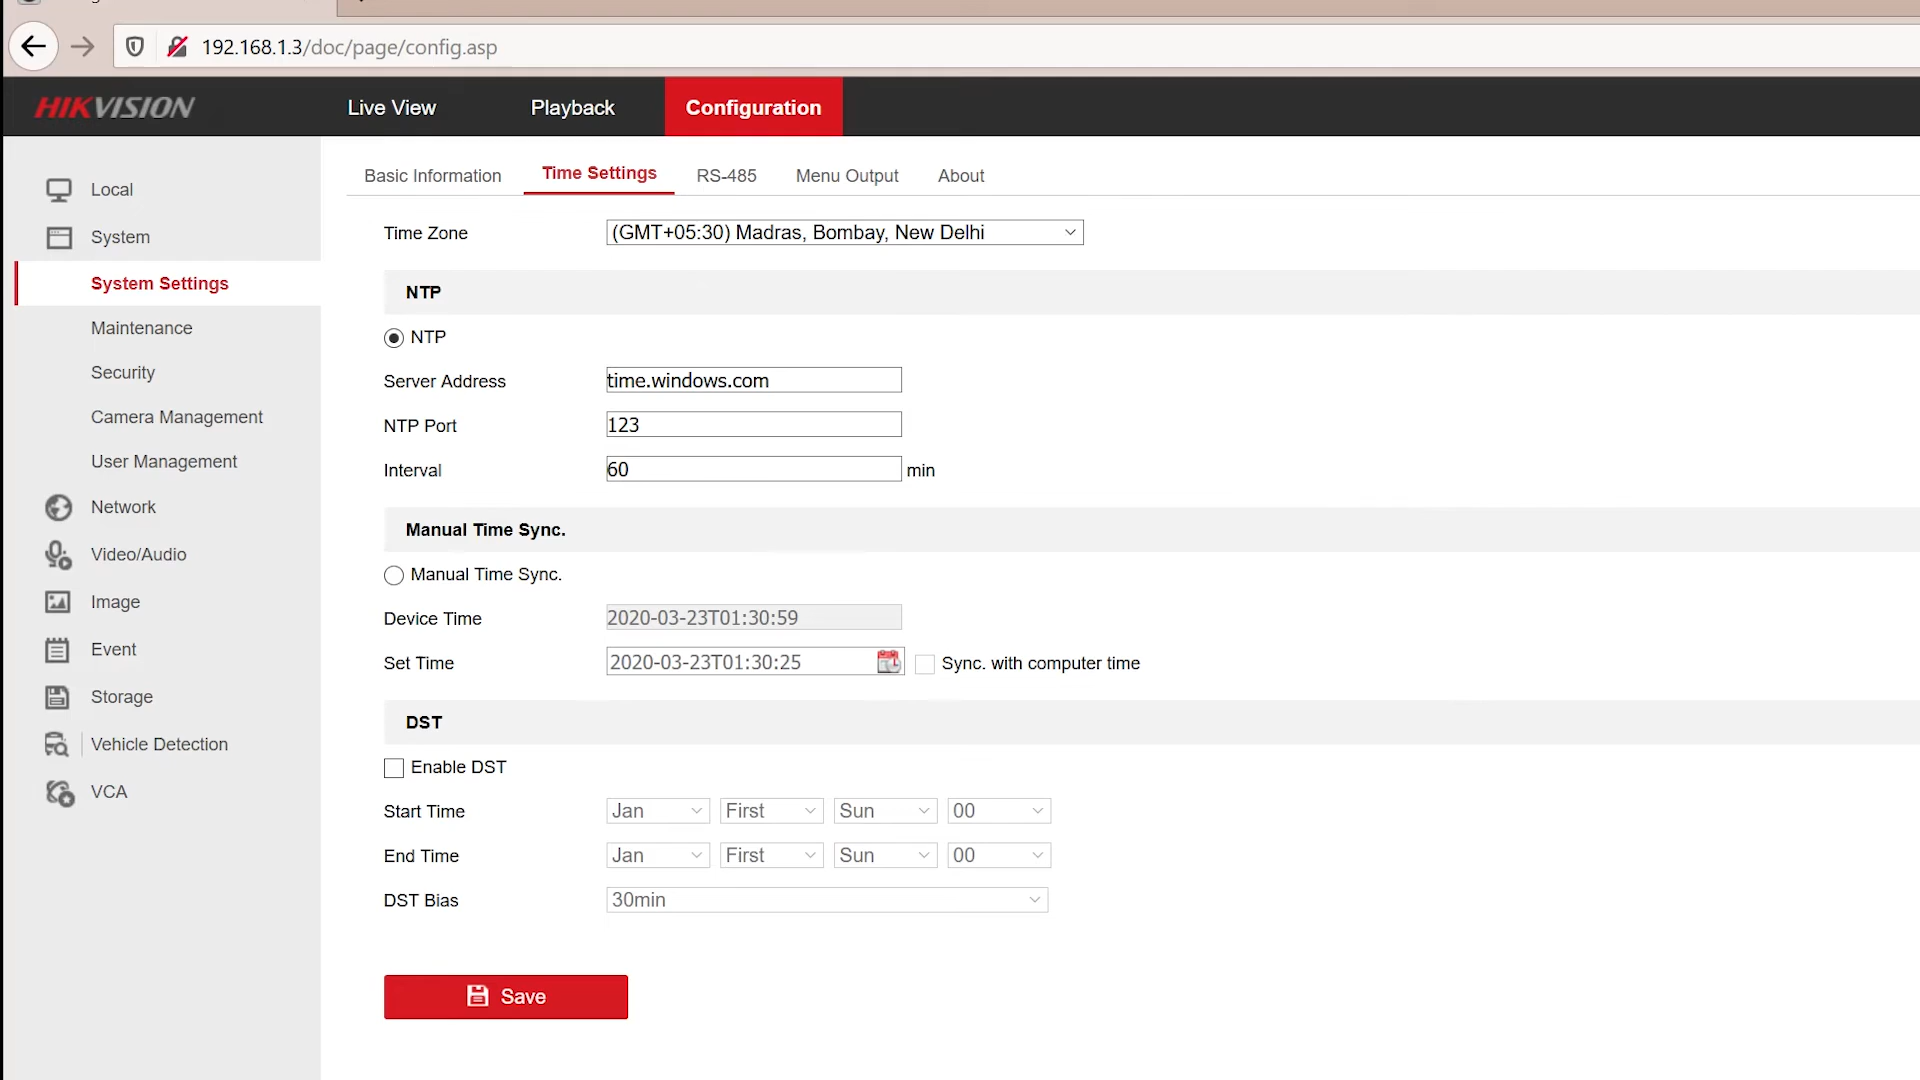 192.168.1.3/doc/page/config.asp
HIKVISION
Live View
Playback
Configuration
Local
System
System Settings
Maintenance
Security
Camera Management
User Management
Network
Video/Audio
Image
Event
Storage
Vehicle Detection
VCA
Basic Information
Time Settings
RS-485
Menu Output
About
Time Zone
(GMT+05:30) Madras, Bombay, New Delhi
NTP
NTP
Server Address
time.windows.com
NTP Port
123
Interval
60
min
Manual Time Sync.
Manual Time Sync.
Device Time
2020-03-23T01:30:59
Set Time
2020-03-23T01:30:25
Sync. with computer time
DST
Enable DST
Start Time
Jan
First
Sun
00
End Time
Jan
First
Sun
00
DST Bias
30min
Save